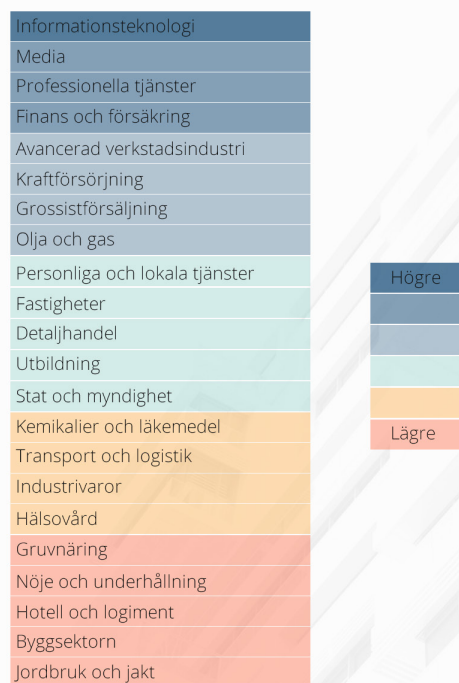 Informationsteknologi
Media
Professionella tjänster
Finans och försäkring
Avancerad verkstadsindustri
Kraftförsörjning
Grossistförsäljning
Olja och gas
Personliga och lokala tjänster
Fastigheter
Detaljhandel
Utbildning
Stat och myndighet
Kemikalier och läkemedel
Transport och logistik
Industrivaror
Hälsovård
Gruvnäring
Nöje och underhållning
Hotell och logiment
Byggsektorn
Jordbruk och jakt
Högre
Lägre